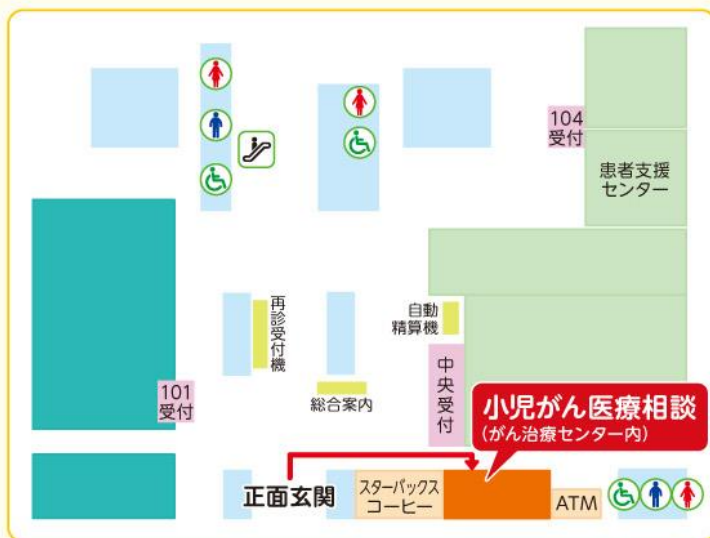 104
受付
患者支援
センター
再診受付機
自動
精算機
総合案内
中央受付
101
受付
小児がん医療相談
(がん治療センター内)
正面玄関
スターバックス
コーヒー
ATM